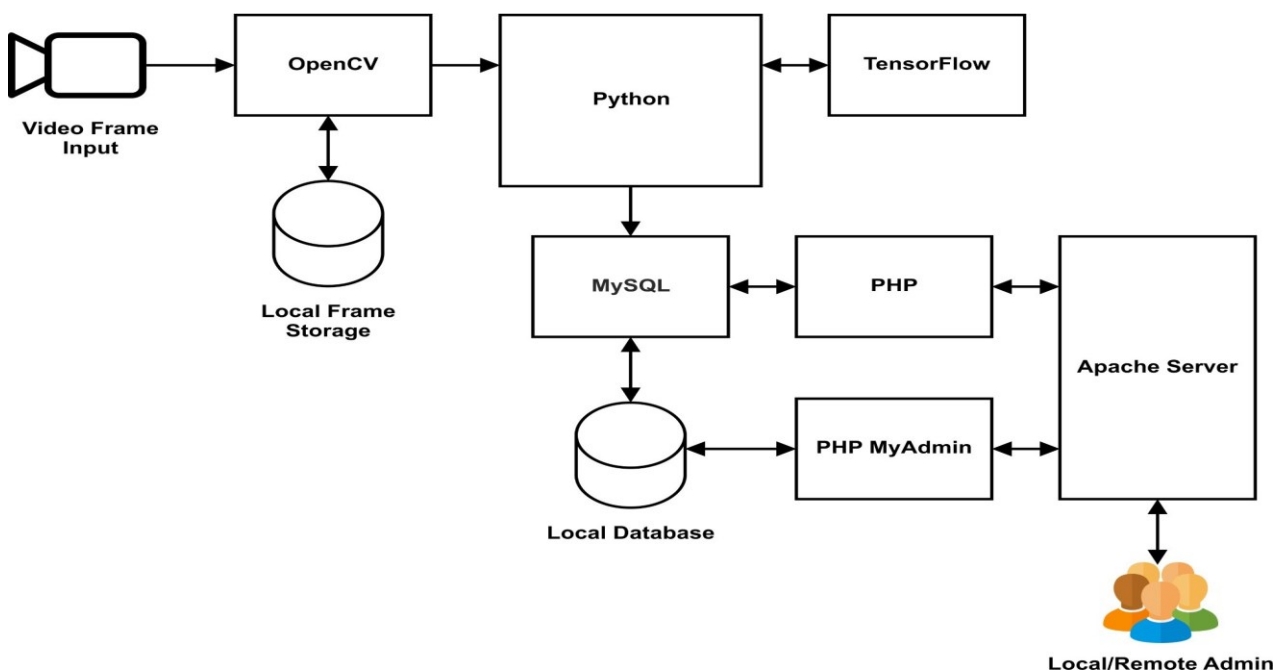 OpenCV
Python
TensorFlow
Video Frame
Input
Local Frame
Storage
MySQL
PHP
Apache Server
PHP MyAdmin
Local Database
Local/Remote Admin